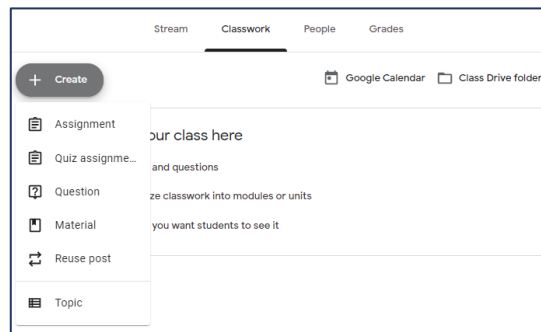 Stream Classwork People Grades
+ Create
Google Calendar Class Drive folder
Assignment
our class here
Quiz assignme...
and questions
Question
ze classwork into modules or units
Material
you want students to see it
Reuse post
Topic